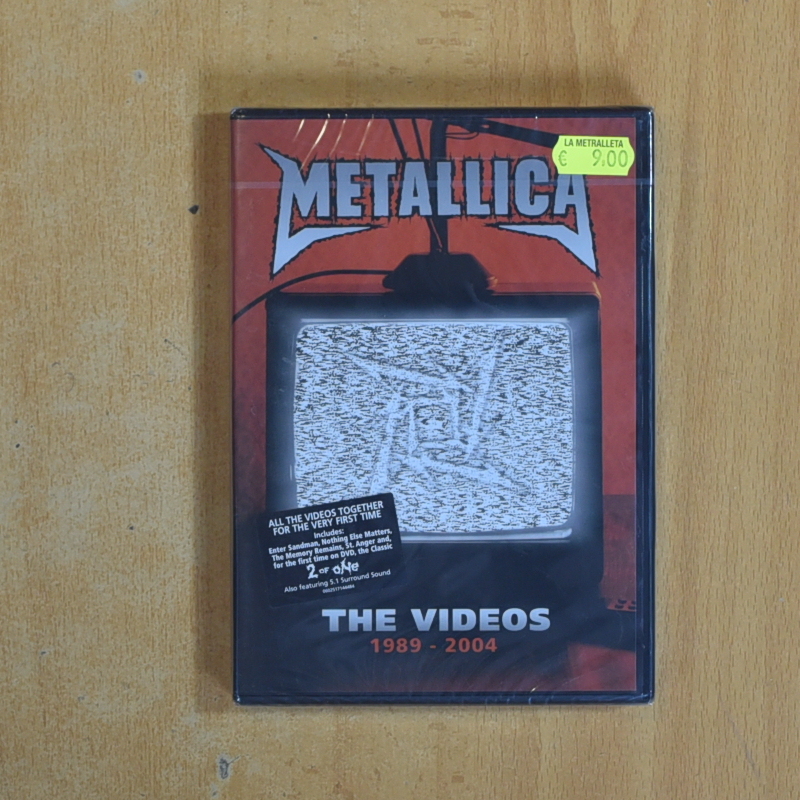 LA METRALLETA
€ 9,00
METALLICA
ALL THE VIDEOS TOGETHER
FOR THE VERY FIRST TIME
Includes:
Enter Sandman, Nothing Else Matters,
The Memory Remains, St. Anger and,
for the first time on DVD, the Classic
2 OF ONE
Also featuring 5.1 Surround Sound
THE VIDEOS
1989 - 2004